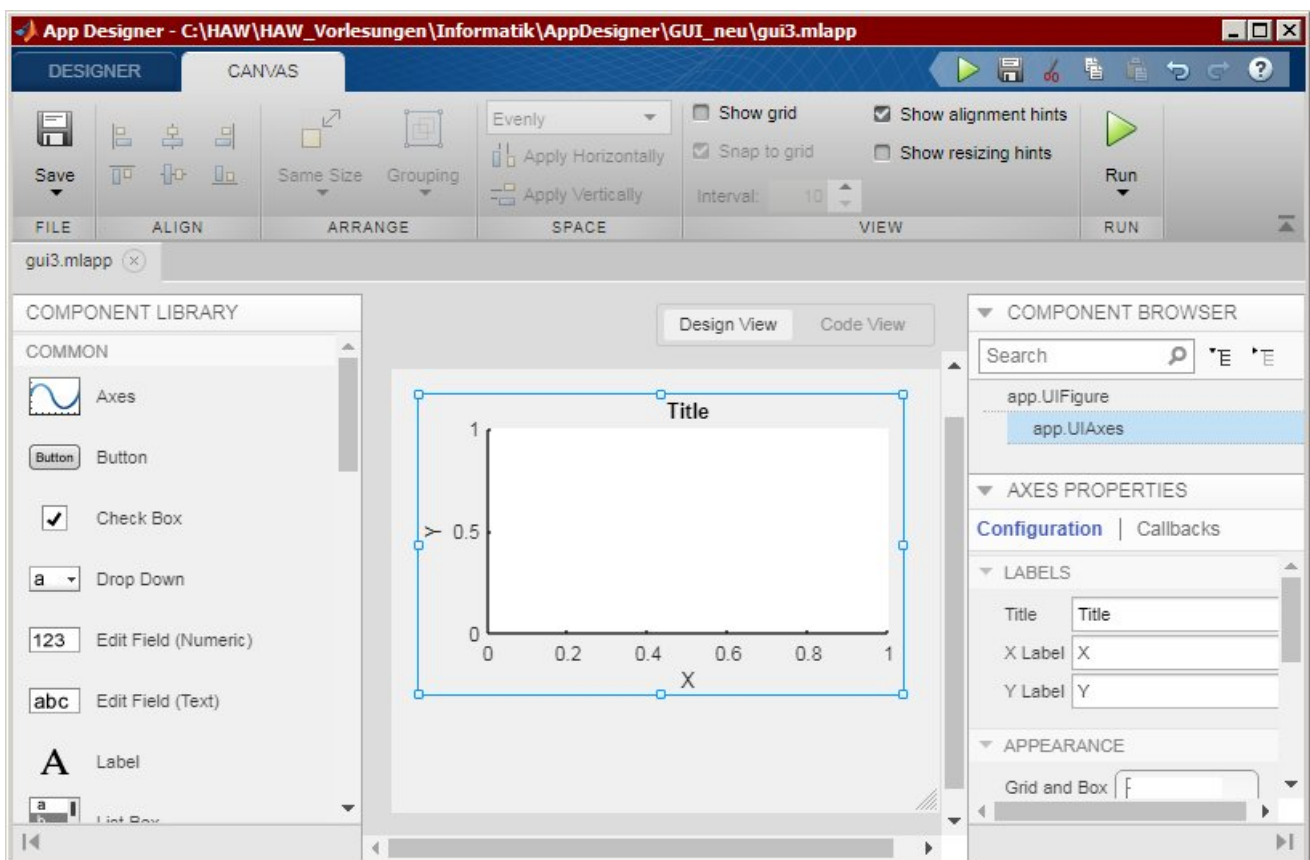 App Designer - C:\HAW\HAW_Vorlesungen\Informatik\AppDesigner\GUI_neu\gui3.mlapp
DESIGNER CANVAS
Save
Same Size Grouping
Evenly
Apply Horizontally
Apply Vertically
Show grid
Snap to grid
Interval: 10
Show alignment hints
Show resizing hints
Run
FILE ALIGN ARRANGE SPACE VIEW RUN
gui3.mlapp
COMPONENT LIBRARY
COMMON
Axes
Button Button
Check Box
a Drop Down
123 Edit Field (Numeric)
abc Edit Field (Text)
A Label
a
List Box
Design View Code View
Title
1
0.5
0
Y
0 0.2 0.4 0.6 0.8 1
X
COMPONENT BROWSER
Search
app.UIFigure
app.UIAxes
AXES PROPERTIES
Configuration | Callbacks
LABELS
Title Title
X Label X
Y Label Y
APPEARANCE
Grid and Box